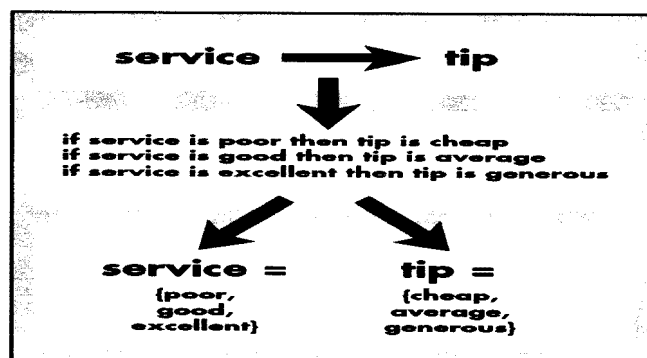 service tip
if service is poor then tip is cheap
if service is good then tip is average
if service is excellent then tip is generous
service = tip =
{poor, {cheap,
good, average,
excellent} generous}